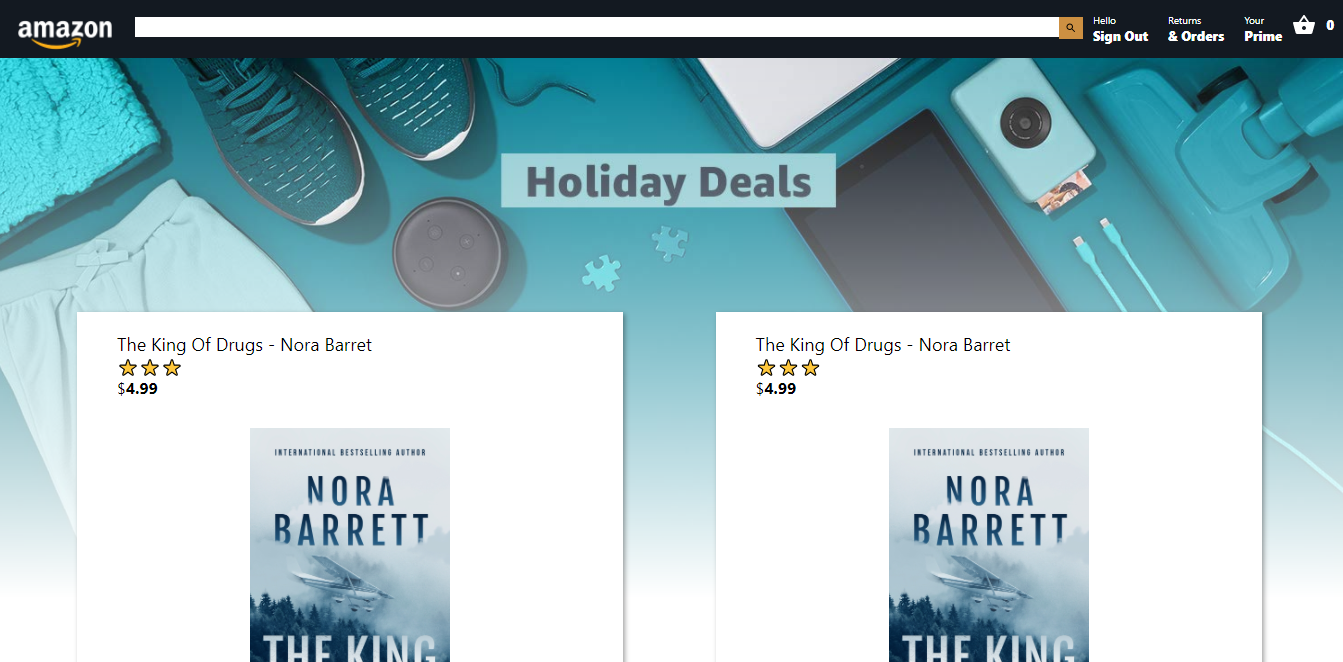 amazon
Hello
Sign Out
Returns
& Orders
Your
Prime
0
Holiday Deals
The King Of Drugs - Nora Barret
$4.99
INTERNATIONAL BESTSELLING AUTHOR
NORA
BARRETT
THE KING
The King Of Drugs - Nora Barret
$4.99
INTERNATIONAL BESTSELLING AUTHOR
NORA
BARRETT
THE KING